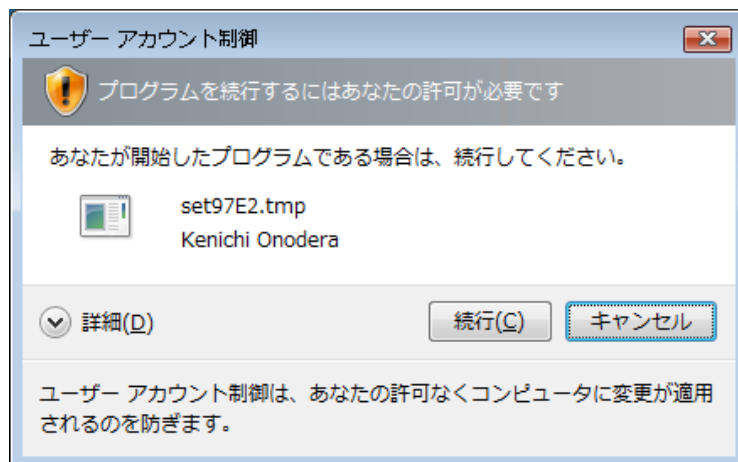 ユーザー アカウント制御
プログラムを続行するにはあなたの許可が必要です
あなたが開始したプログラムである場合は、続行してください。
set97E2.tmp
Kenichi Onodera
詳細(D)
続行(C)
キャンセル
ユーザー アカウント制御は、あなたの許可なくコンピュータに変更が適用
されるのを防ぎます。